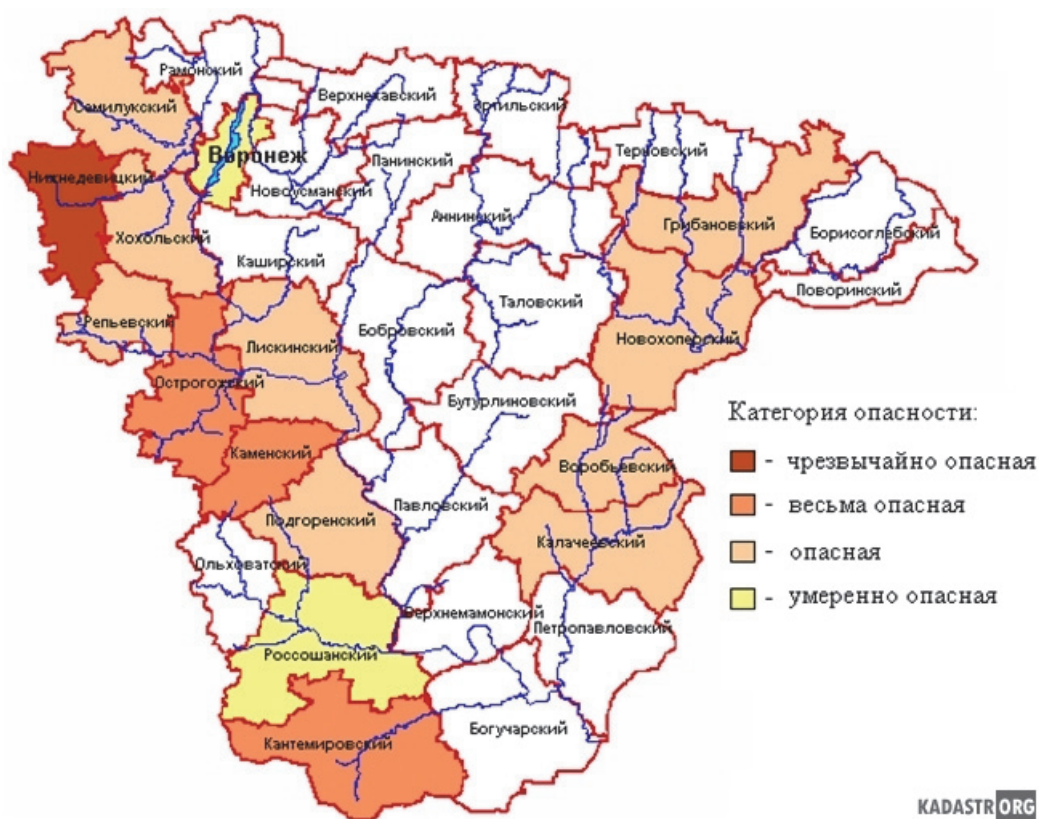 Рамонский
Верхнехавский
Эртильский
Семилукский
Терновский
Воронеж
Панинский
Нижнедевицкий
Новоусманский
Аннинский
Грибановский
Борисоглебский
Хохольский
Каширский
Поворинский
Таловский
Репьевский
Бобровский
Новохоперский
Лискинский
Острогожский
Бутурлиновский
Каменский
Воробьевский
Павловский
Подгоренский
Калачеевский
Ольховатский
Верхнемамонский
Петропавловский
Россошанский
Богучарский
Кантемировский
Категория опасности:
- чрезвычайно опасная
- весьма опасная
- опасная
- умеренно опасная
KADASTR ORG